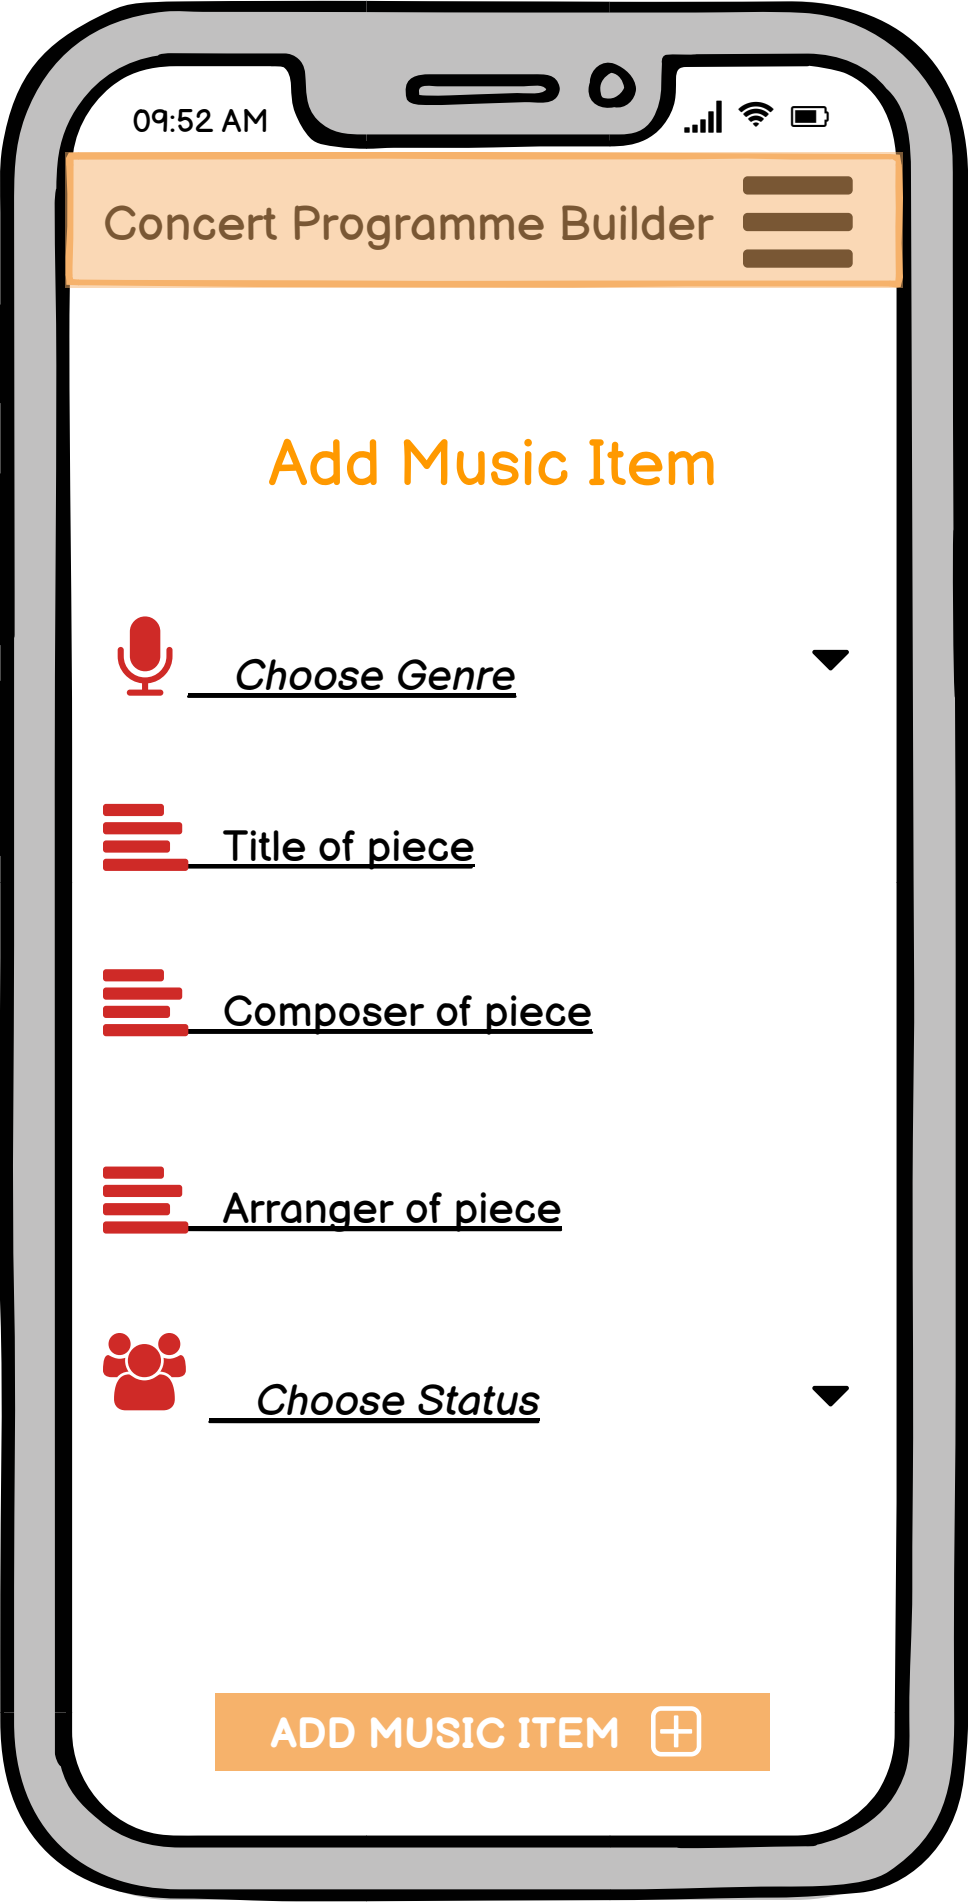 09:52 AM
Concert Programme Builder
Add Music Item
Choose Genre
Title of piece
Composer of piece
Arranger of piece
Choose Status
ADD MUSIC ITEM